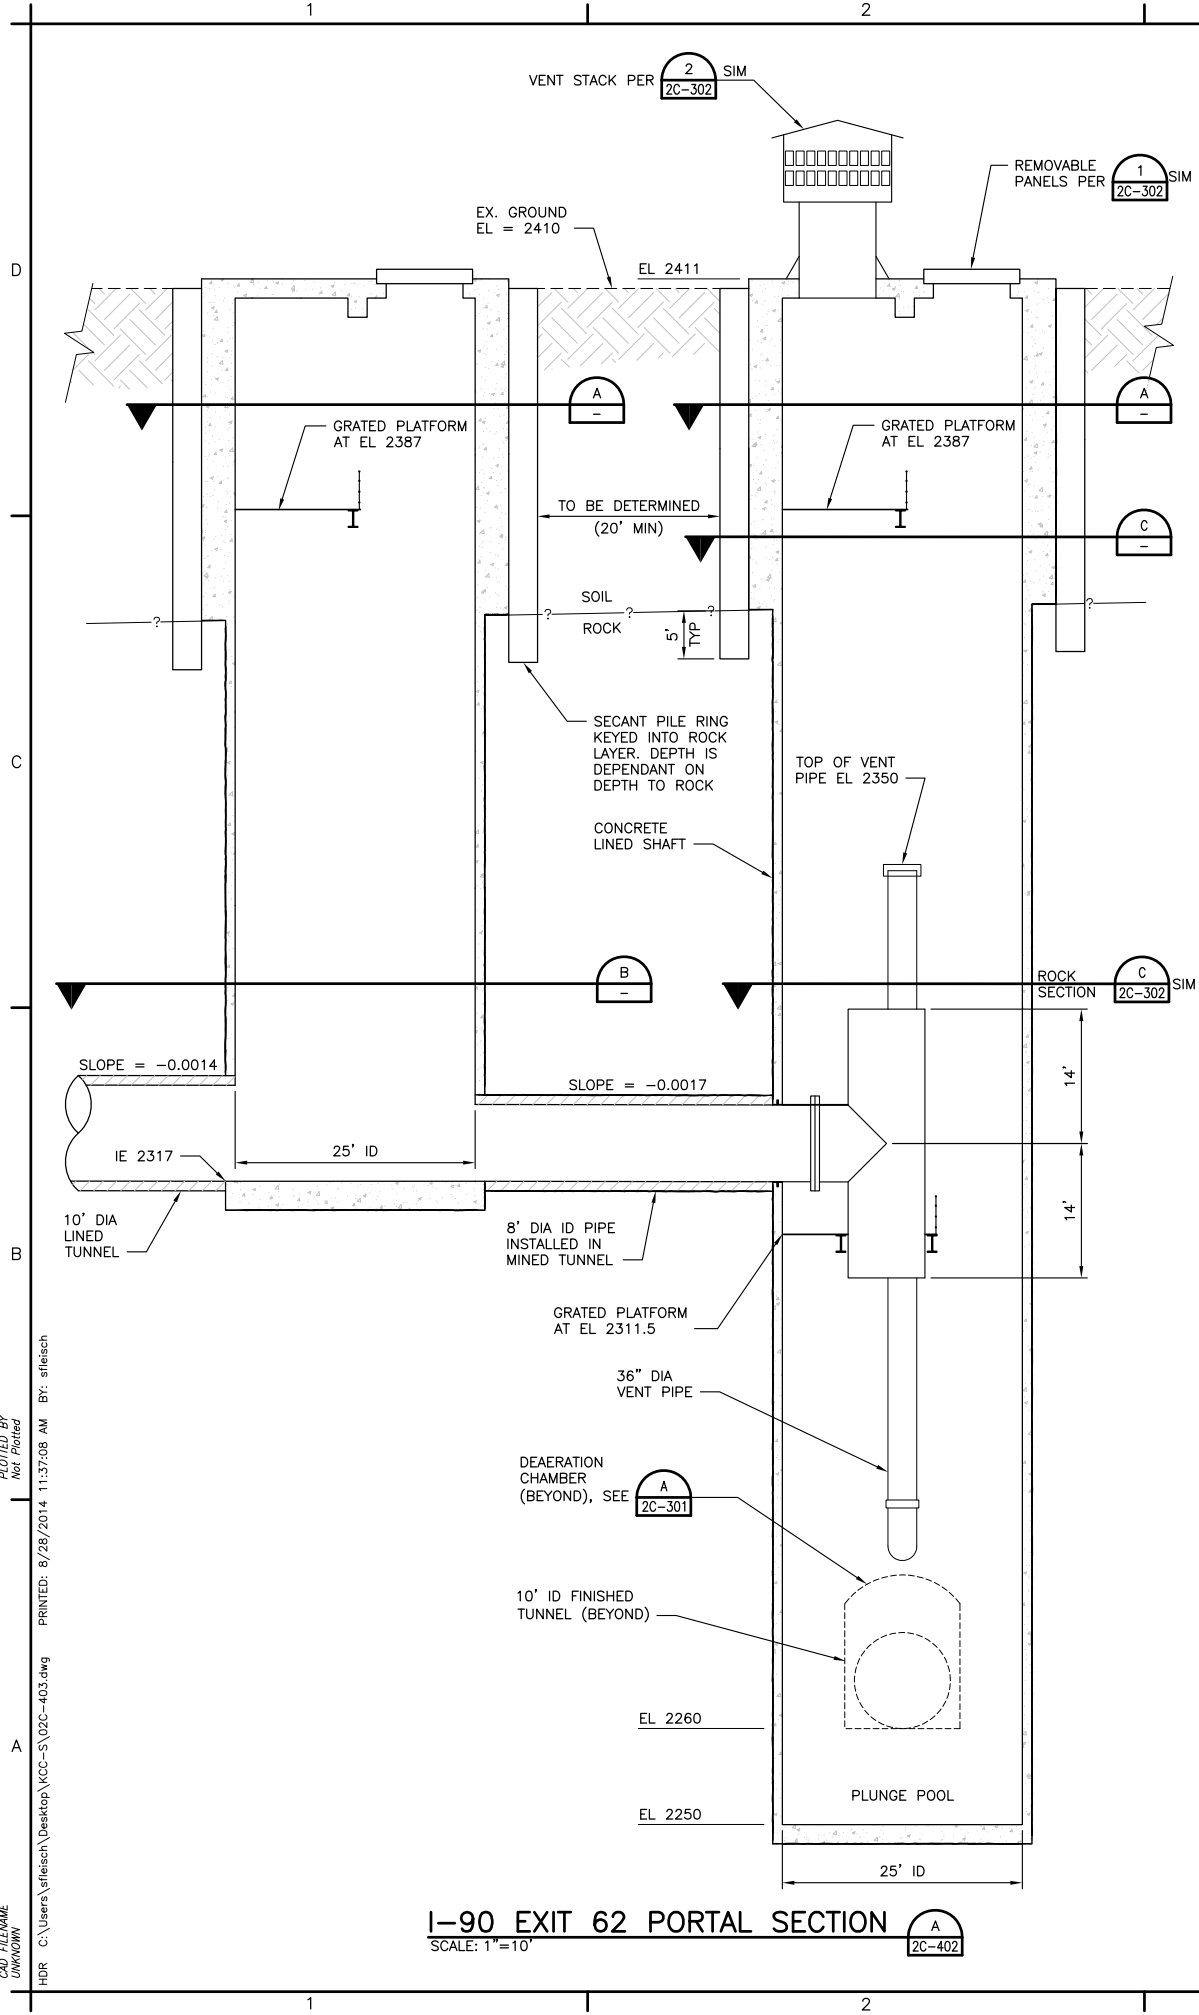 1
2
VENT STACK PER
2
2C-302
SIM
REMOVABLE
PANELS PER
1
2C-302
SIM
EX. GROUND
EL = 2410
D
EL 2411
A
-
A
-
GRATED PLATFORM
AT EL 2387
GRATED PLATFORM
AT EL 2387
TO BE DETERMINED
(20' MIN)
C
-
SOIL
ROCK
?
?
?
?
?
5'
TYP
SECANT PILE RING
KEYED INTO ROCK
LAYER. DEPTH IS
DEPENDANT ON
DEPTH TO ROCK
C
TOP OF VENT
PIPE EL 2350
CONCRETE
LINED SHAFT
B
-
ROCK
SECTION
C
2C-302
SIM
SLOPE = -0.0014
SLOPE = -0.0017
14'
25' ID
IE 2317
14'
10' DIA
LINED
TUNNEL
8' DIA ID PIPE
INSTALLED IN
MINED TUNNEL
B
GRATED PLATFORM
AT EL 2311.5
36" DIA
VENT PIPE
DEAERATION
CHAMBER
(BEYOND), SEE
A
2C-301
10' ID FINISHED
TUNNEL (BEYOND)
EL 2260
A
PLUNGE POOL
EL 2250
25' ID
I-90 EXIT 62 PORTAL SECTION
SCALE: 1"=10'
A
2C-402
PLOTTED BY
Not Plotted
CAD FILENAME
UNKNOWN
HDR C:\Users\sfleisch\Desktop\KCC-S\02C-403.dwg PRINTED: 8/28/2014 11:37:08 AM BY: sfleisch
1
2